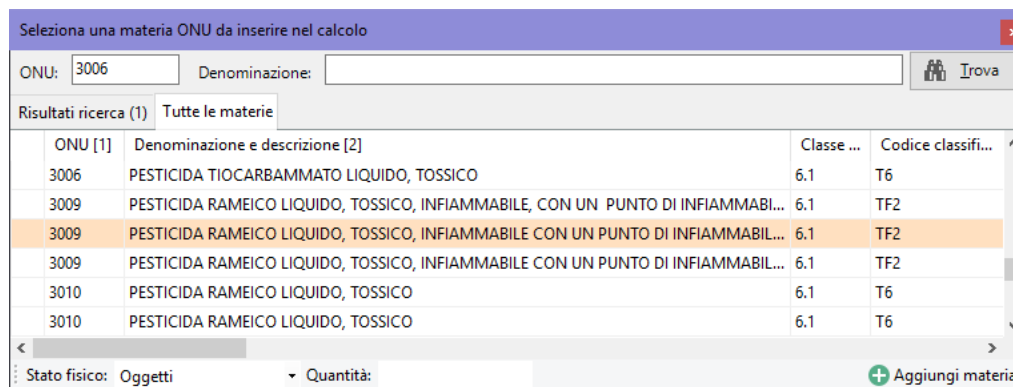 Seleziona una materia ONU da inserire nel calcolo
ONU: 3006 Denominazione: Trova
Risultati ricerca (1) Tutte le materie
ONU [1] Denominazione e descrizione [2] Classe ... Codice classifi...
3006 PESTICIDA TIOCARBAMMATO LIQUIDO, TOSSICO 6.1 T6
3009 PESTICIDA RAMEICO LIQUIDO, TOSSICO, INFIAMMABILE, CON UN PUNTO DI INFIAMMABI... 6.1 TF2
3009 PESTICIDA RAMEICO LIQUIDO, TOSSICO, INFIAMMABILE CON UN PUNTO DI INFIAMMABIL... 6.1 TF2
3009 PESTICIDA RAMEICO LIQUIDO, TOSSICO, INFIAMMABILE CON UN PUNTO DI INFIAMMABIL... 6.1 TF2
3010 PESTICIDA RAMEICO LIQUIDO, TOSSICO 6.1 T6
3010 PESTICIDA RAMEICO LIQUIDO, TOSSICO 6.1 T6
Stato fisico: Oggetti Quantità: Aggiungi materia